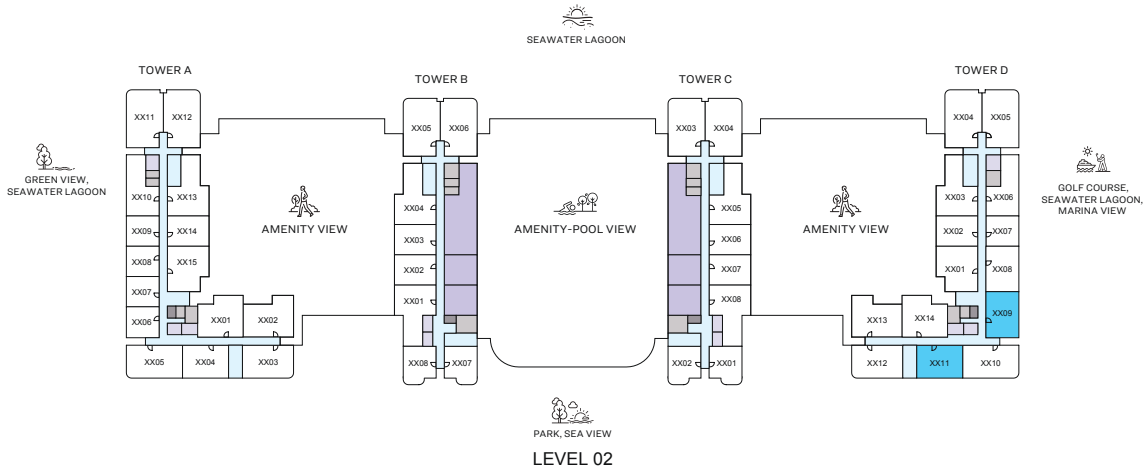 SEAWATER LAGOON
TOWER A
TOWER B
TOWER C
TOWER D
XX11
XX12
XX10
XX13
XX09
XX14
XX08
XX15
XX07
XX06
XX01
XX02
XX05
XX04
XX03
GREEN VIEW,
SEAWATER LAGOON
AMENITY VIEW
XX05
XX06
XX04
XX03
XX02
XX01
XX08
XX07
AMENITY-POOL VIEW
XX03
XX04
XX05
XX06
XX07
XX08
XX02
XX01
AMENITY VIEW
XX04
XX05
XX03
XX06
XX02
XX07
XX01
XX08
XX09
XX13
XX14
XX12
XX11
XX10
GOLF COURSE,
SEAWATER LAGOON,
MARINA VIEW
PARK, SEA VIEW
LEVEL 02